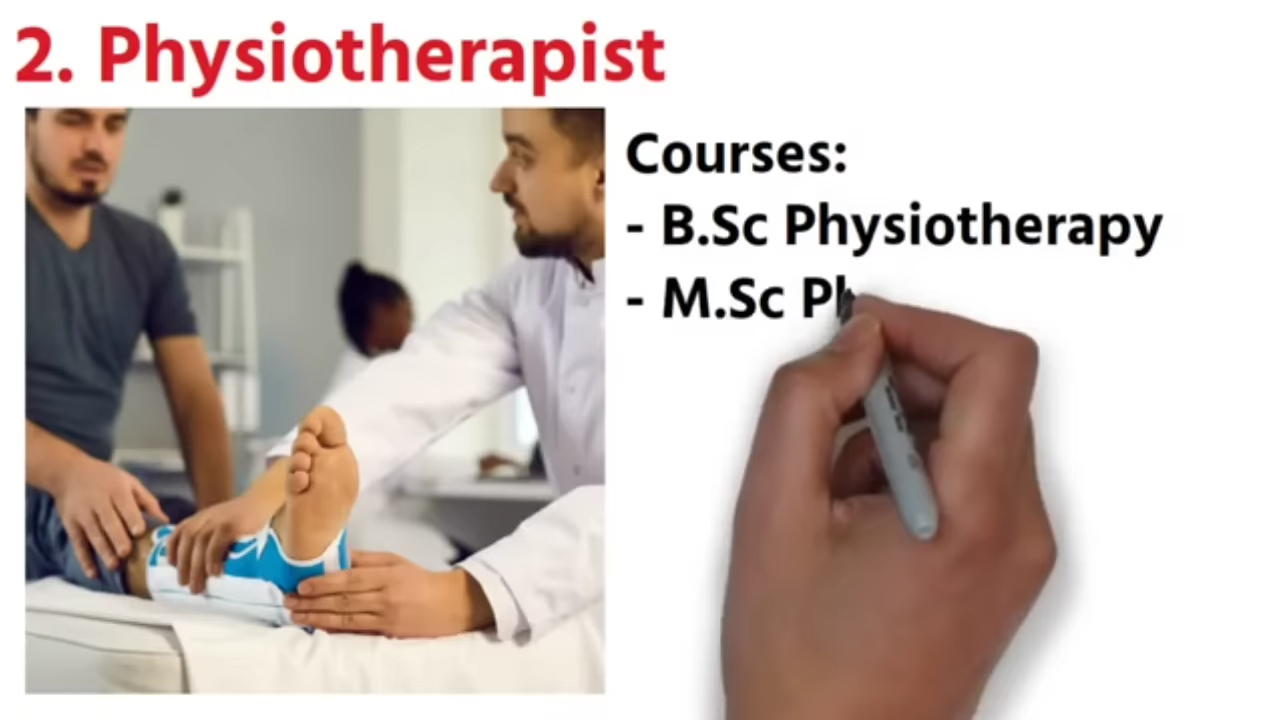 2. Physiotherapist
Courses:
- B.Sc Physiotherapy
- M.Sc Ph